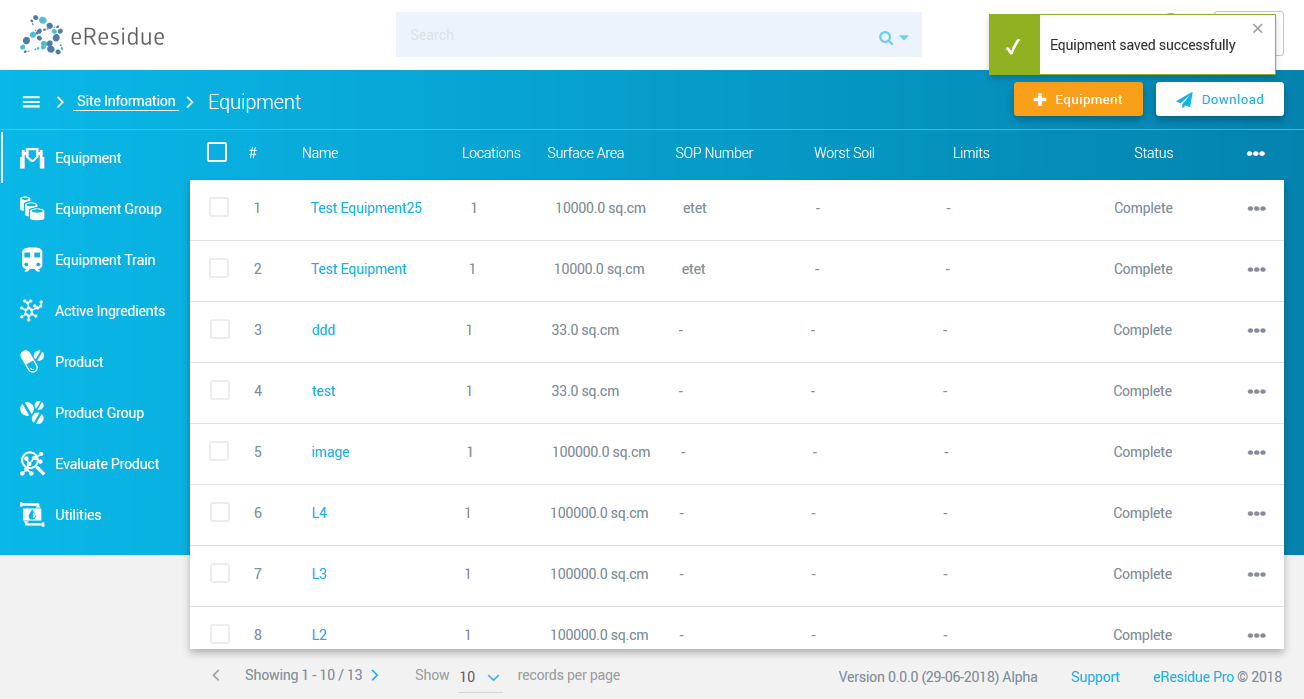 eResidue
Search
Equipment saved successfully
Site Information Equipment
Equipment Download
# Name Locations Surface Area SOP Number Worst Soil Limits Status
Equipment
Equipment Group
Equipment Train
Active Ingredients
Product
Product Group
Evaluate Product
Utilities
1 Test Equipment25 1 10000.0 sq.cm etet - - Complete
2 Test Equipment 1 10000.0 sq.cm etet - - Complete
3 ddd 1 33.0 sq.cm - - - Complete
4 test 1 33.0 sq.cm - - - Complete
5 image 1 100000.0 sq.cm - - - Complete
6 L4 1 100000.0 sq.cm - - - Complete
7 L3 1 100000.0 sq.cm - - - Complete
8 L2 1 100000.0 sq.cm - - - Complete
Showing 1 - 10 / 13 Show 10 records per page Version 0.0.0 (29-06-2018) Alpha Support eResidue Pro © 2018